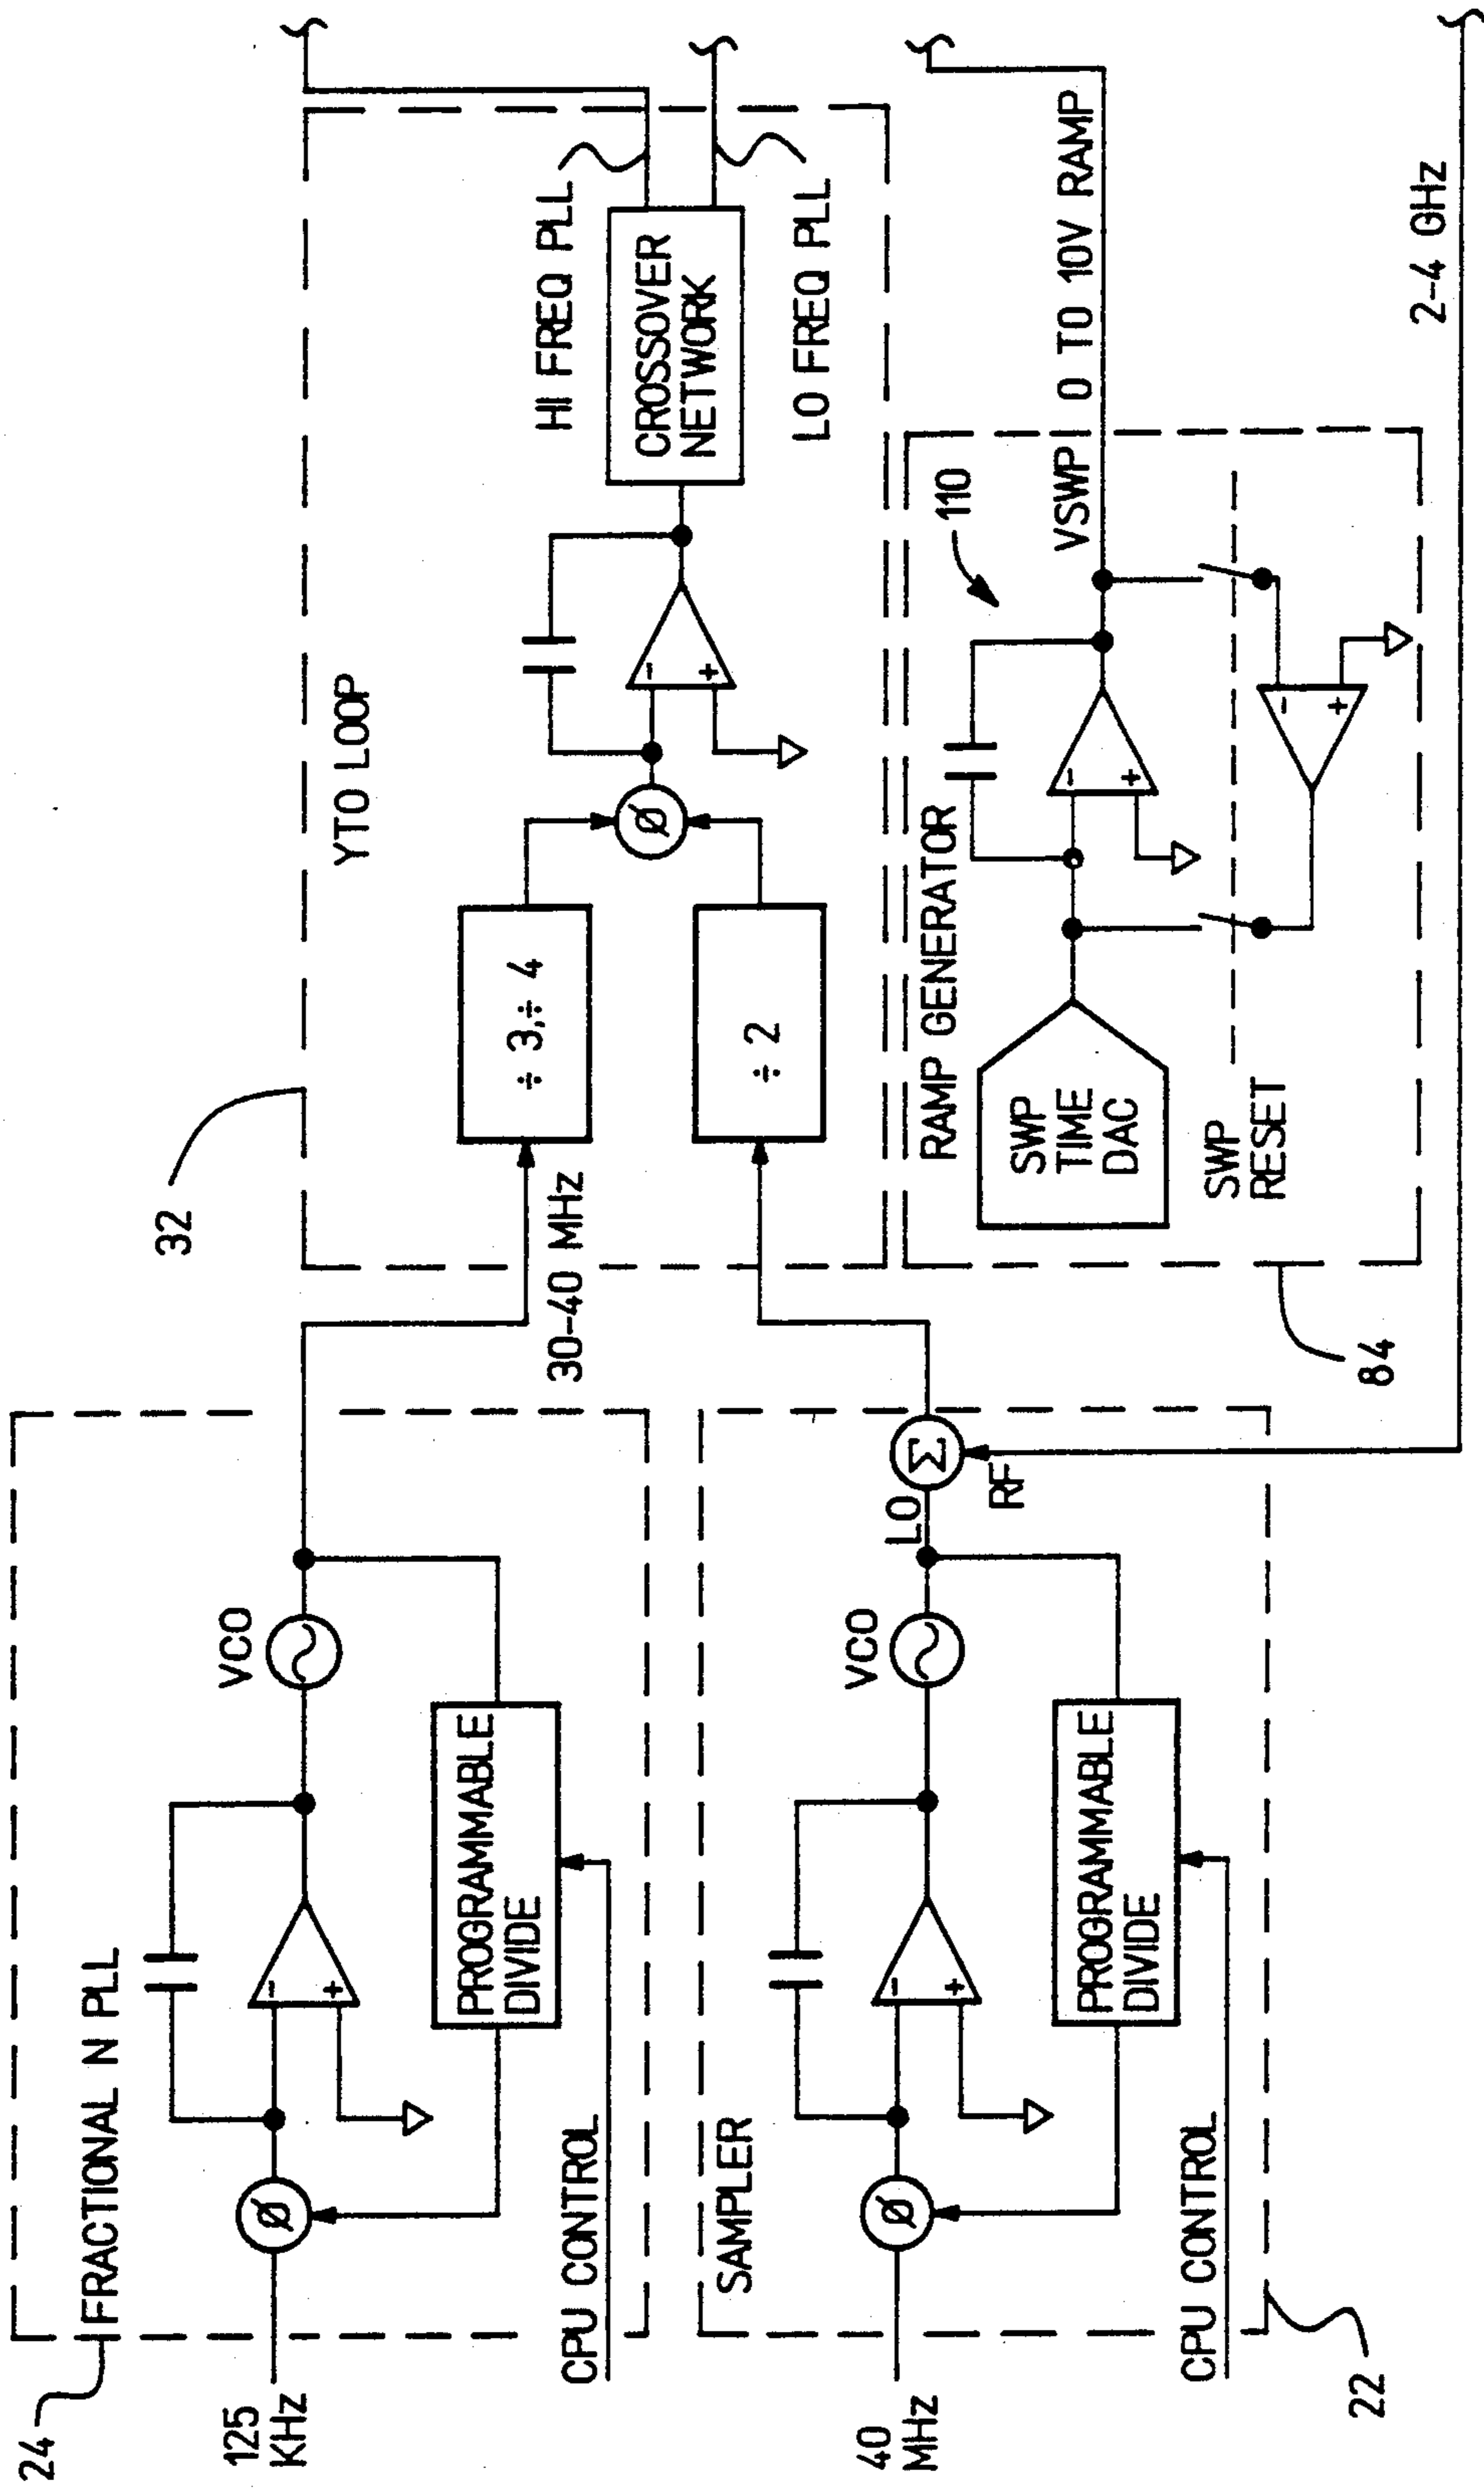 24
FRACTIONAL N PLL
125
KHz
Ø
-
+
VCO
PROGRAMMABLE
DIVIDE
CPU CONTROL
30-40 MHz
32
YTO LOOP
÷ 3,÷ 4
÷ 2
Ø
-
+
CROSSOVER
NETWORK
HI FREQ PLL
LO FREQ PLL
SAMPLER
40
MHz
Ø
-
+
VCO
LO
Σ
RF
PROGRAMMABLE
DIVIDE
CPU CONTROL
22
RAMP GENERATOR
SWP
TIME
DAC
-
+
110
VSWP
0 TO 10V RAMP
SWP
RESET
-
+
84
2-4 GHz